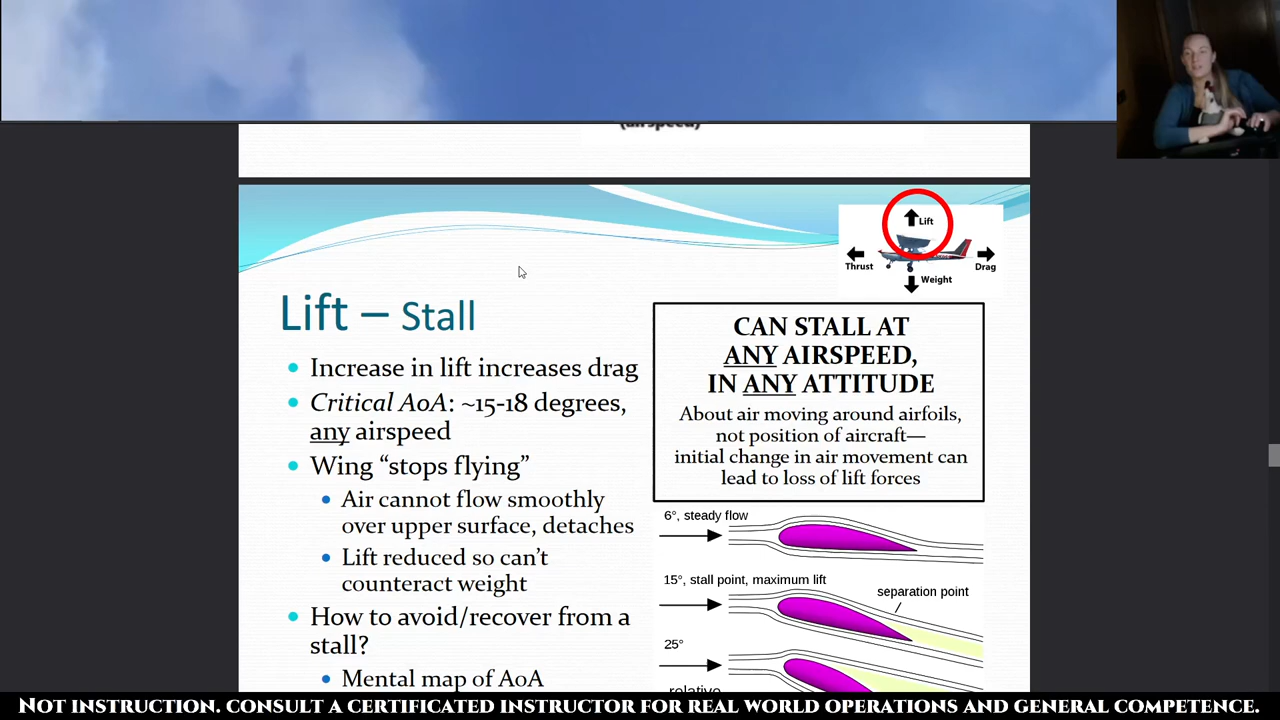 (airspeed)
Lift
Thrust
Drag
Weight
Lift – Stall
• Increase in lift increases drag
• Critical AoA: ~15-18 degrees,
any airspeed
• Wing “stops flying”
• Air cannot flow smoothly
over upper surface, detaches
• Lift reduced so can’t
counteract weight
• How to avoid/recover from a
stall?
• Mental map of AoA
CAN STALL AT
ANY AIRSPEED,
IN ANY ATTITUDE
About air moving around airfoils,
not position of aircraft—
initial change in air movement can
lead to loss of lift forces
6°, steady flow
15°, stall point, maximum lift
separation point
25°
relative
Not instruction. consult a certificated instructor for real world operations and general competence.